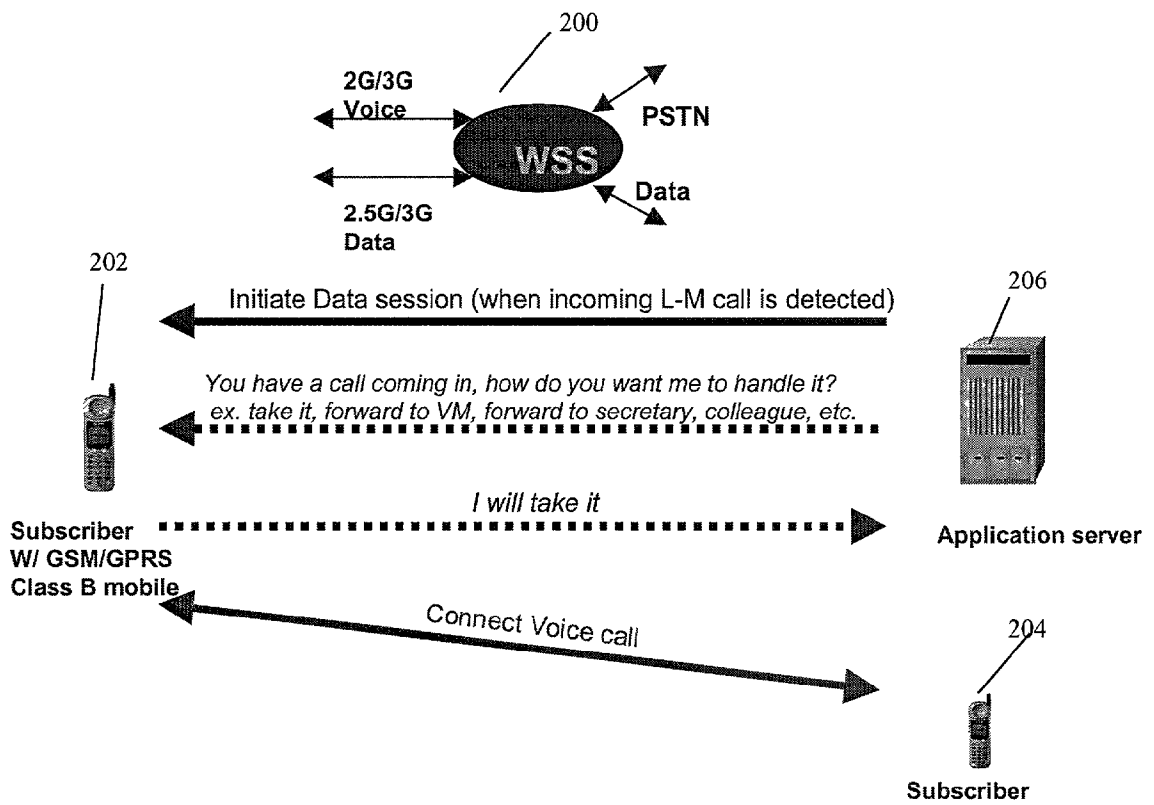 200
2G/3G
Voice
PSTN
WSS
Data
2.5G/3G
Data
202
206
Initiate Data session (when incoming L-M call is detected)
You have a call coming in, how do you want me to handle it?
ex. take it, forward to VM, forward to secretary, colleague, etc.
I will take it
Subscriber
W/ GSM/GPRS
Class B mobile
Application server
Connect Voice call
204
Subscriber